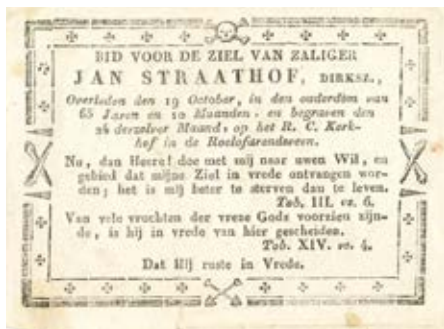 BID VOOR DE ZIEL VAN ZALIGER
JAN STRAATHOF, DIRKSZ.,
Overleden den 19 October, in den ouderdom van
65 Jaren en 10 Maanden, en begraven den
24 derzelver Maand, op het R. C. Kerk-
hof in de Roelofarendsveen.
Nu, dan Heere! doe met mij naar uwen Wil, en
gebied dat mijne Ziel in vrede ontvangen wor-
den; het is mij beter te sterven dan te leven.
Tob. III. vs. 6.
Van vele vruchten der vreze Gods voorzien zijn-
de, is hij in vrede van hier gescheiden.
Tob. XIV. vs. 4.
Dat Hij ruste in Vrede.